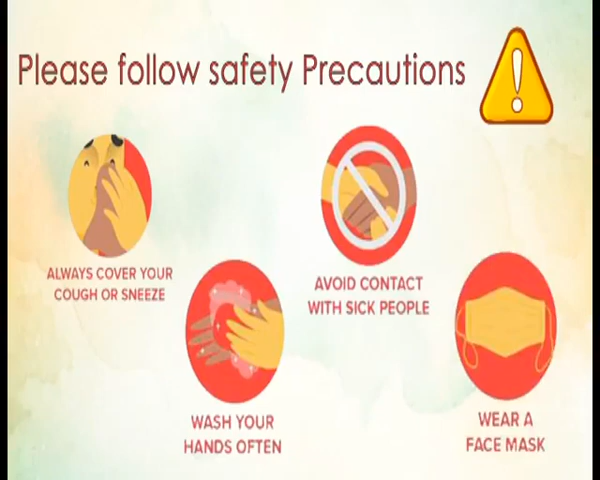 Please follow safety Precautions
ALWAYS COVER YOUR
COUGH OR SNEEZE
AVOID CONTACT
WITH SICK PEOPLE
WASH YOUR
HANDS OFTEN
WEAR A
FACE MASK